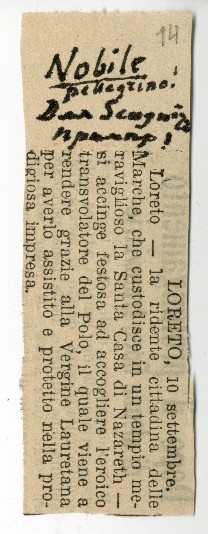 14
Nobile
pellegrino!
Для
LORETO, 10 settembre.
Loreto — la ridente cittadina delle
Marche, che custodisce in un tempio me-
raviglioso la Santa Casa di Nazareth —
si accinge festosa ad accogliere l'eroico
transvolatore del Polo, il quale viene a
rendere grazie alla Vergine Lauretana
per averlo assistito e protetto nella pro-
digiosa impresa.